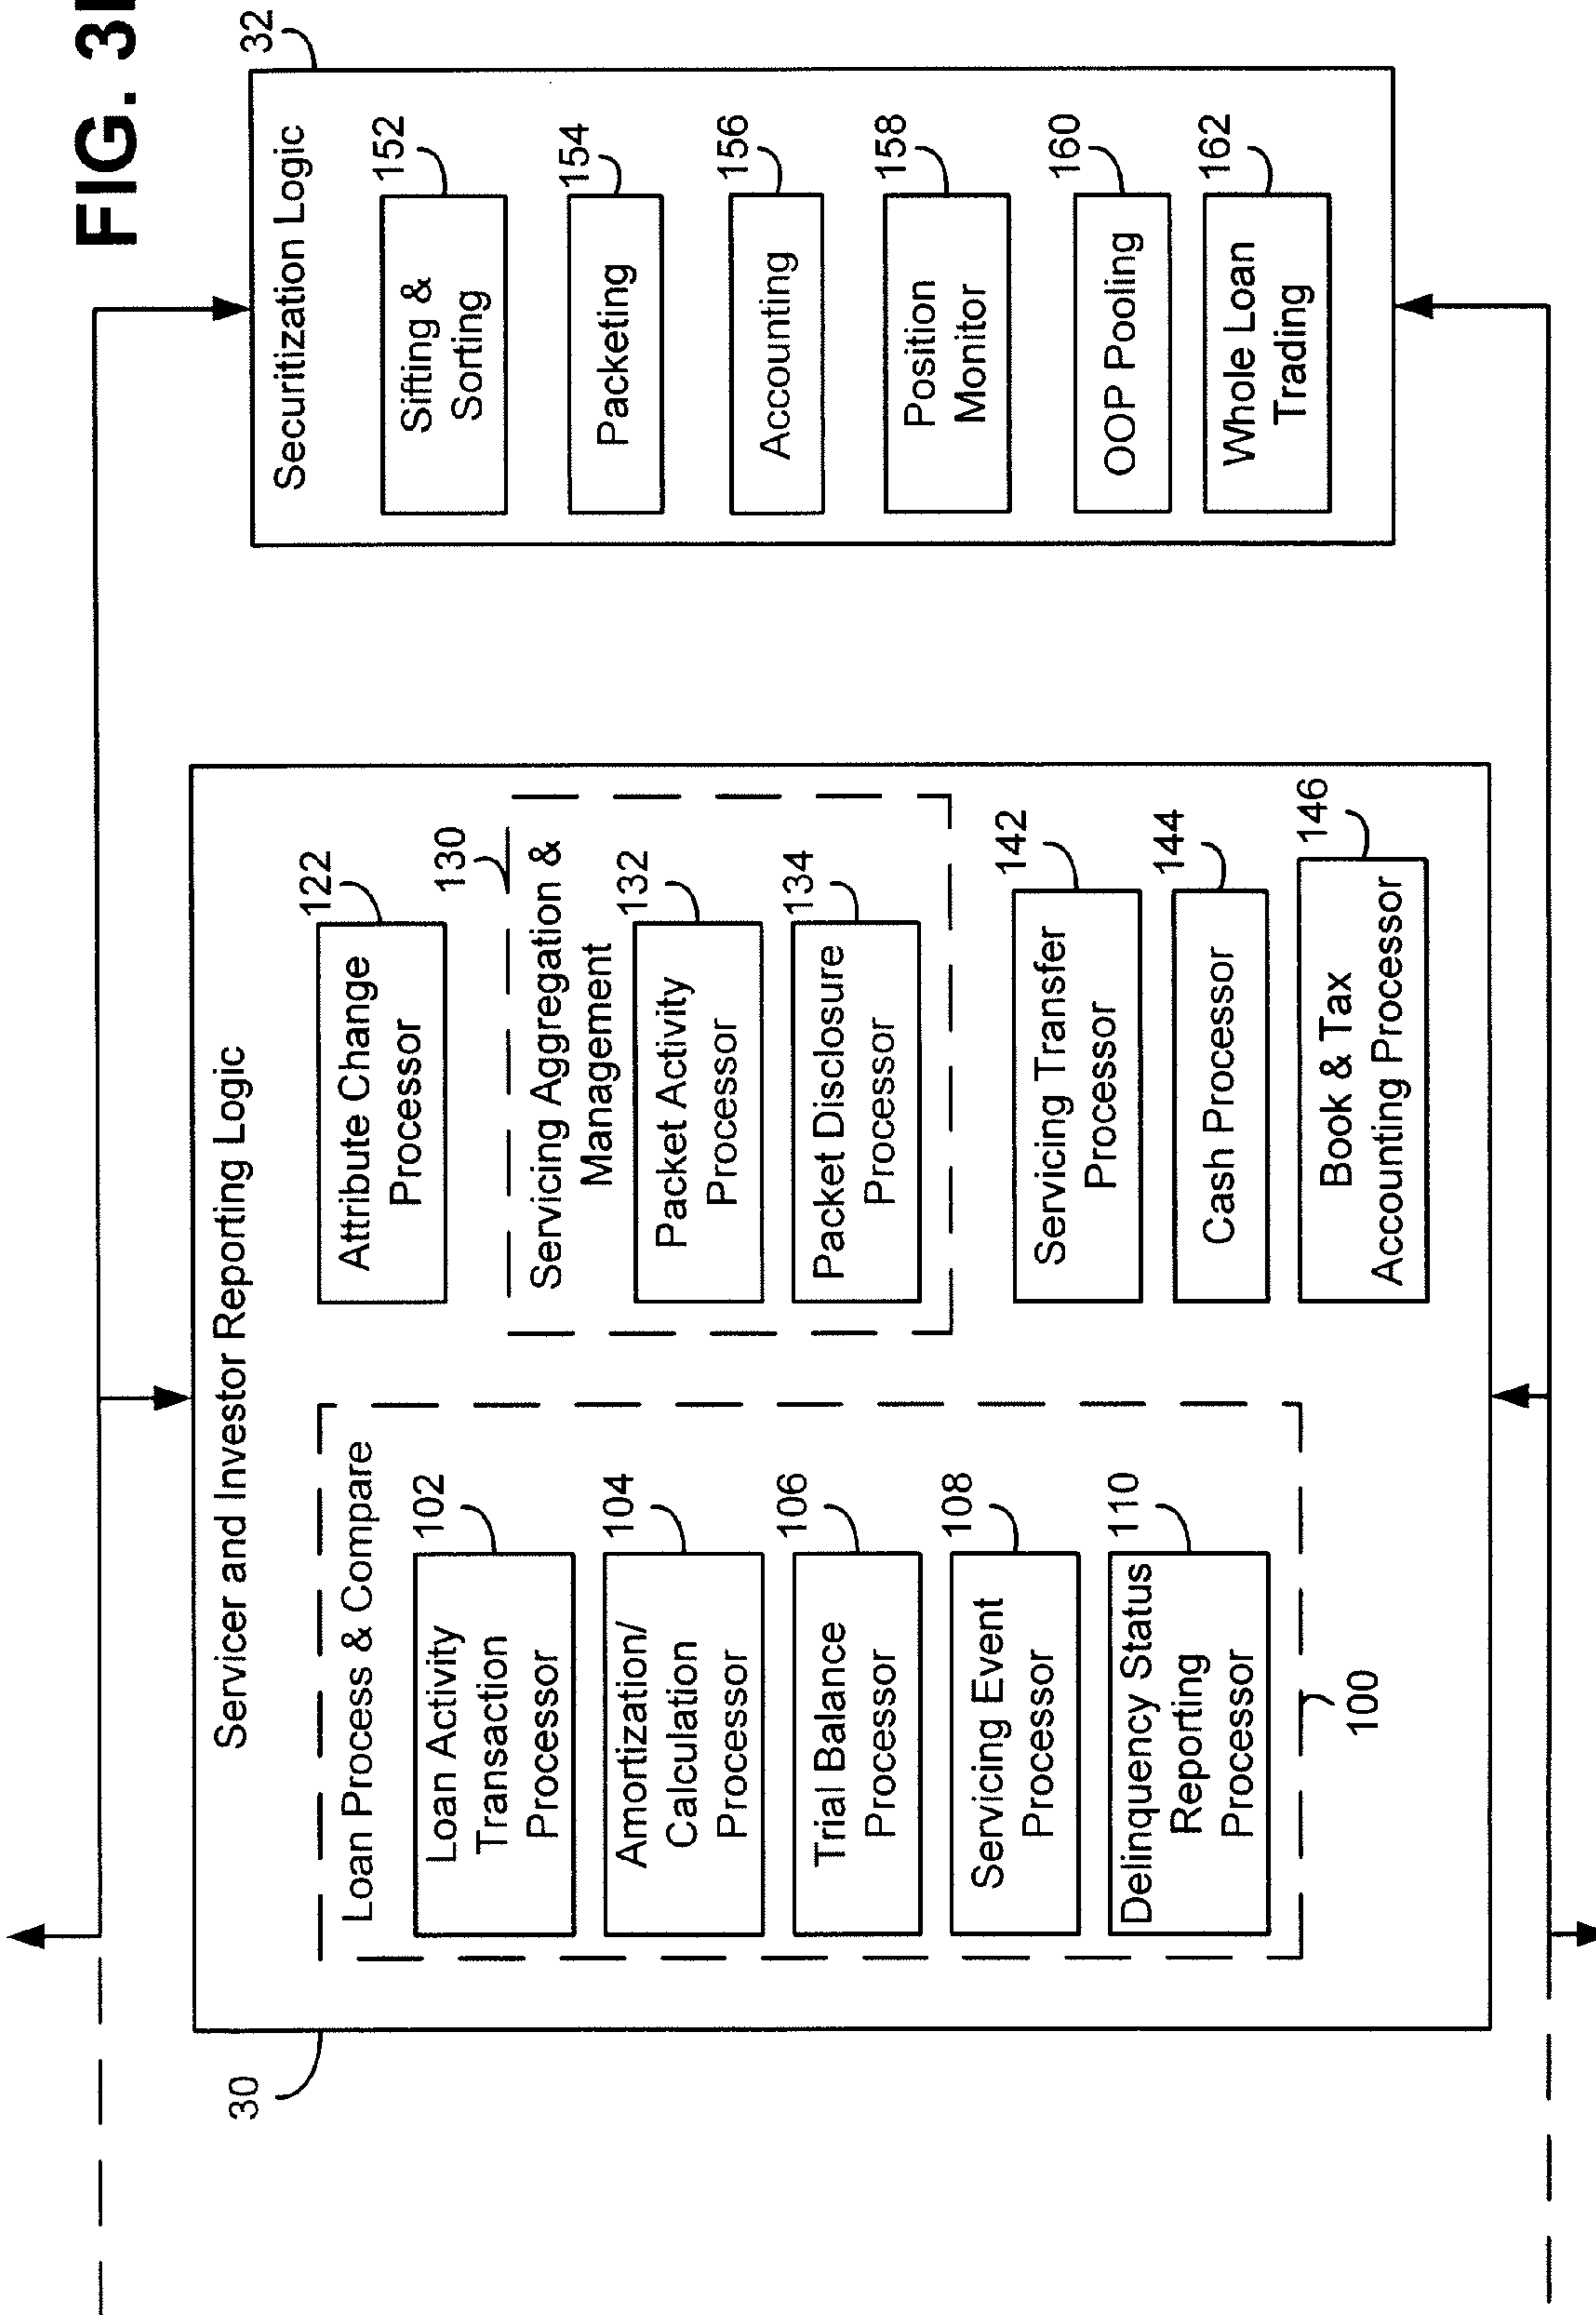 FIG. 3
32
Securitization Logic
152
Sifting &
Sorting
154
Packeting
156
Accounting
158
Position
Monitor
160
OOP Pooling
162
Whole Loan
Trading
30
Servicer and Investor Reporting Logic
Loan Process & Compare
102
Loan Activity
Transaction
Processor
104
Amortization/
Calculation
Processor
106
Trial Balance
Processor
108
Servicing Event
Processor
110
Delinquency Status
Reporting
Processor
100
122
Attribute Change
Processor
130
Servicing Aggregation &
Management
132
Packet Activity
Processor
134
Packet Disclosure
Processor
142
Servicing Transfer
Processor
144
Cash Processor
146
Book & Tax
Accounting Processor